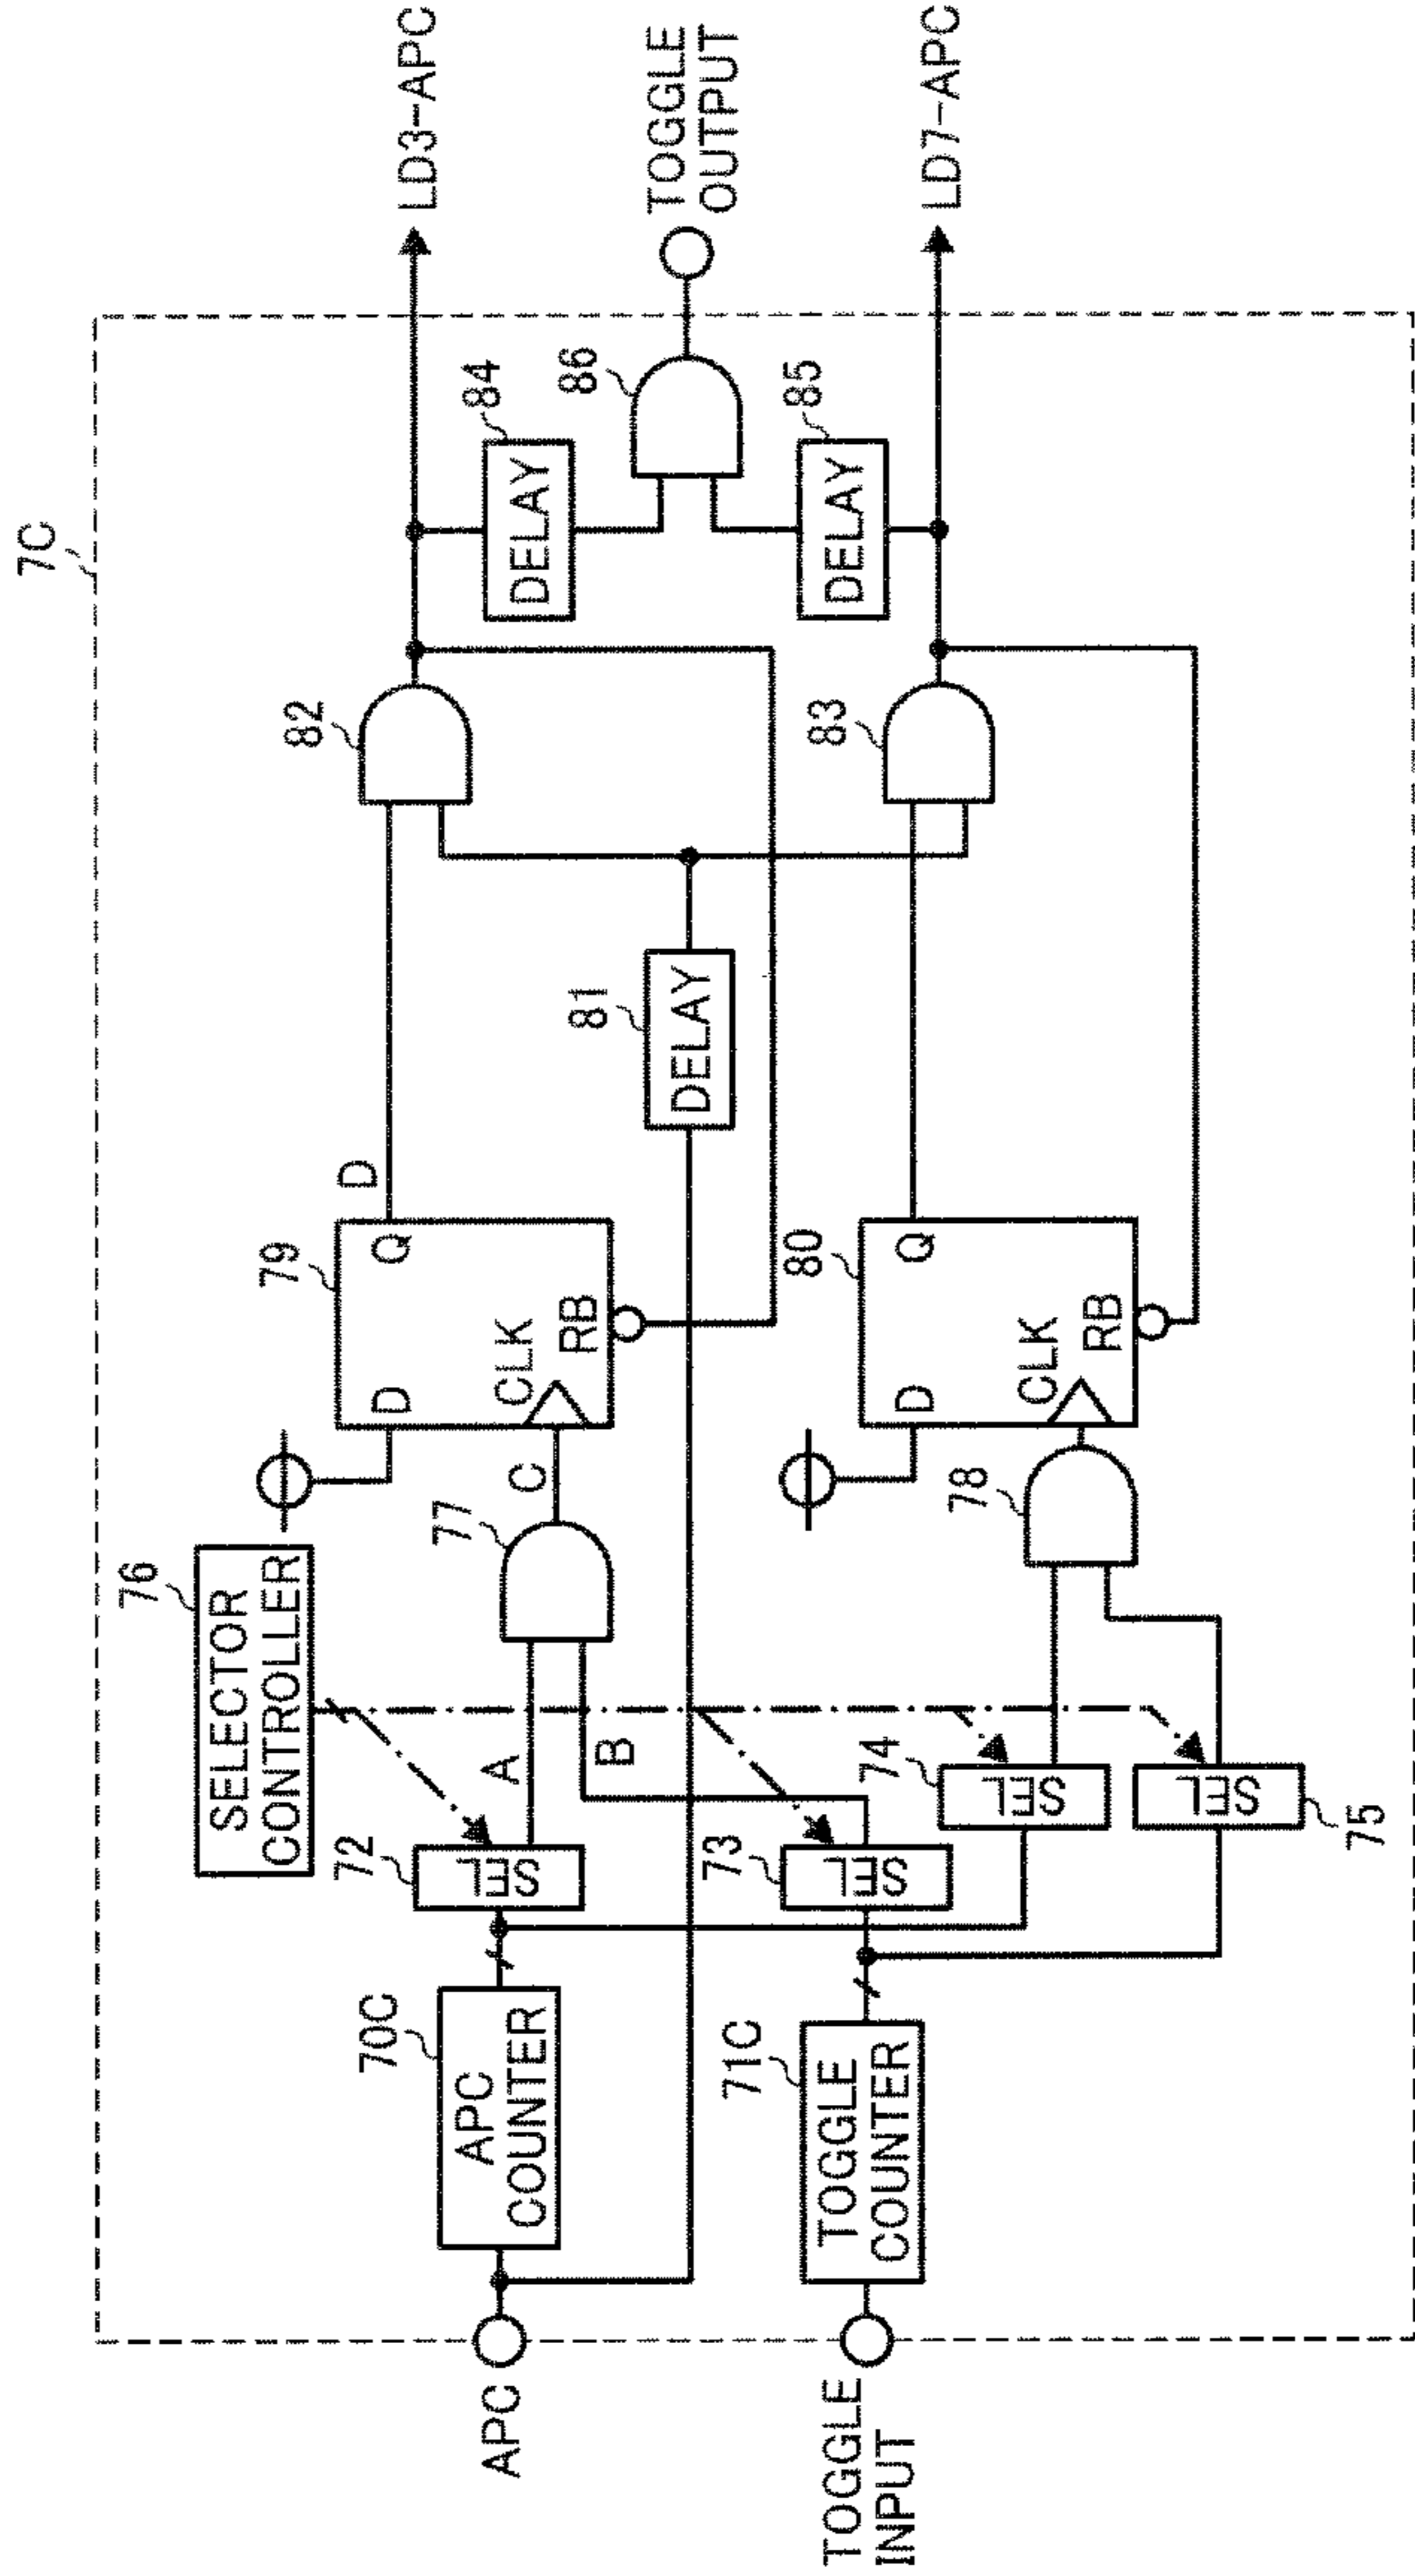 7C
76
SELECTOR
CONTROLLER
APC
70C
APC
COUNTER
72
SEL
A
B
77
C
79
D
CLK
RB
Q
D
82
LD3-APC
81
DELAY
84
DELAY
86
TOGGLE
OUTPUT
85
DELAY
TOGGLE
INPUT
71C
TOGGLE
COUNTER
73
SEL
74
SEL
75
SEL
78
80
D
CLK
RB
Q
83
LD7-APC